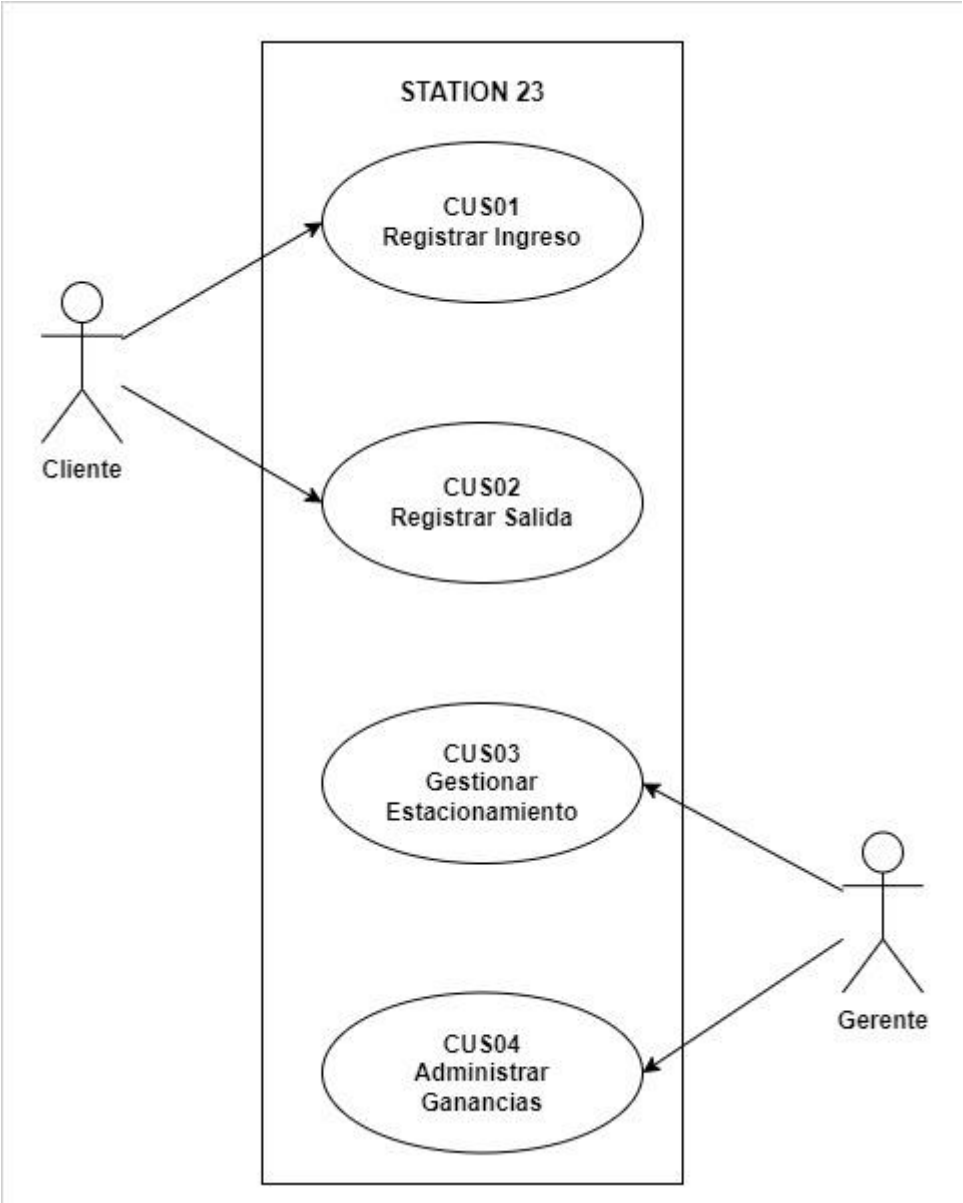 STATION 23
CUS01
Registrar Ingreso
Cliente
CUS02
Registrar Salida
CUS03
Gestionar
Estacionamiento
Gerente
CUS04
Administrar
Ganancias